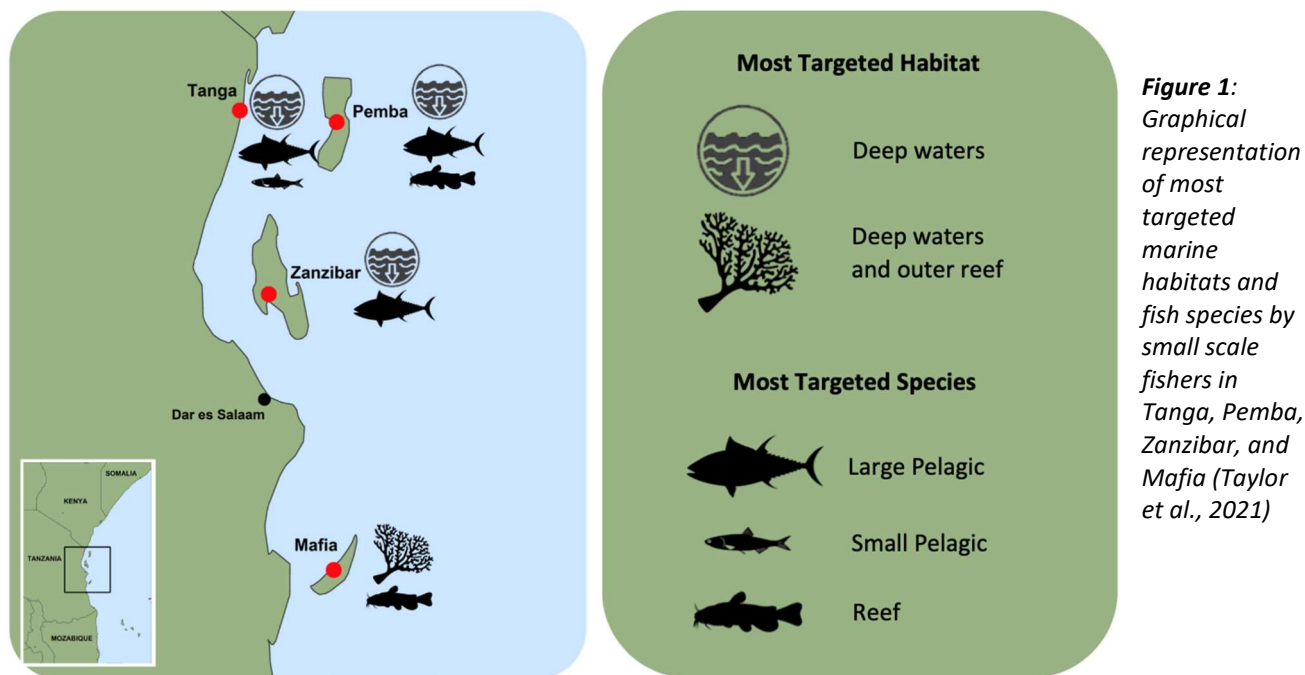 Tanga
Pemba
Zanzibar
Dar es Salaam
Mafia
SOMALIA
KENYA
TANZANIA
MOZAMBIQUE
Most Targeted Habitat
Deep waters
Deep waters
and outer reef
Most Targeted Species
Large Pelagic
Small Pelagic
Reef
Figure 1:
Graphical
representation
of most
targeted
marine
habitats and
fish species by
small scale
fishers in
Tanga, Pemba,
Zanzibar, and
Mafia (Taylor
et al., 2021)